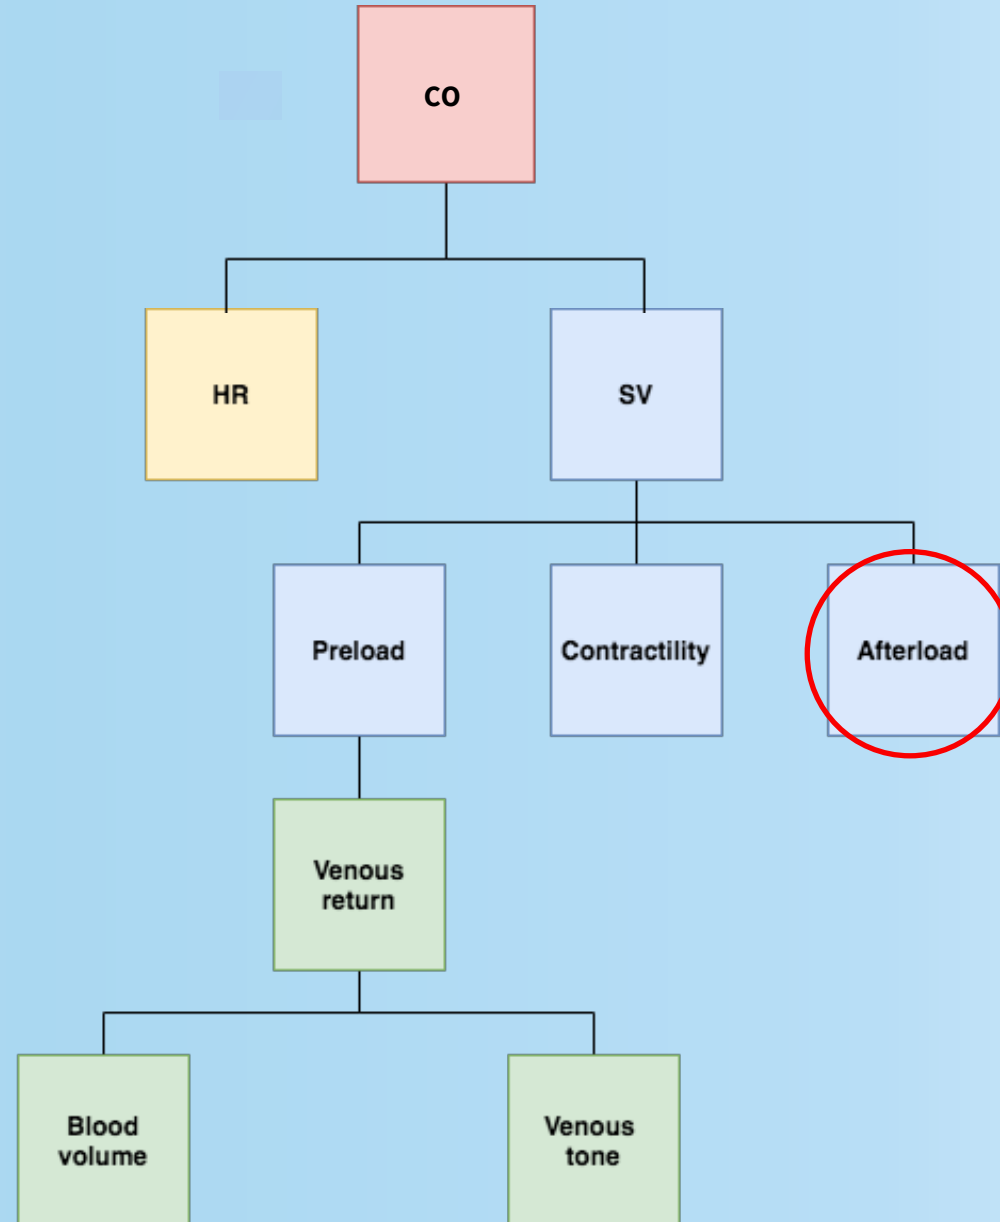 CO
HR
SV
Preload
Contractility
Afterload
Venous
return
Blood
volume
Venous
tone